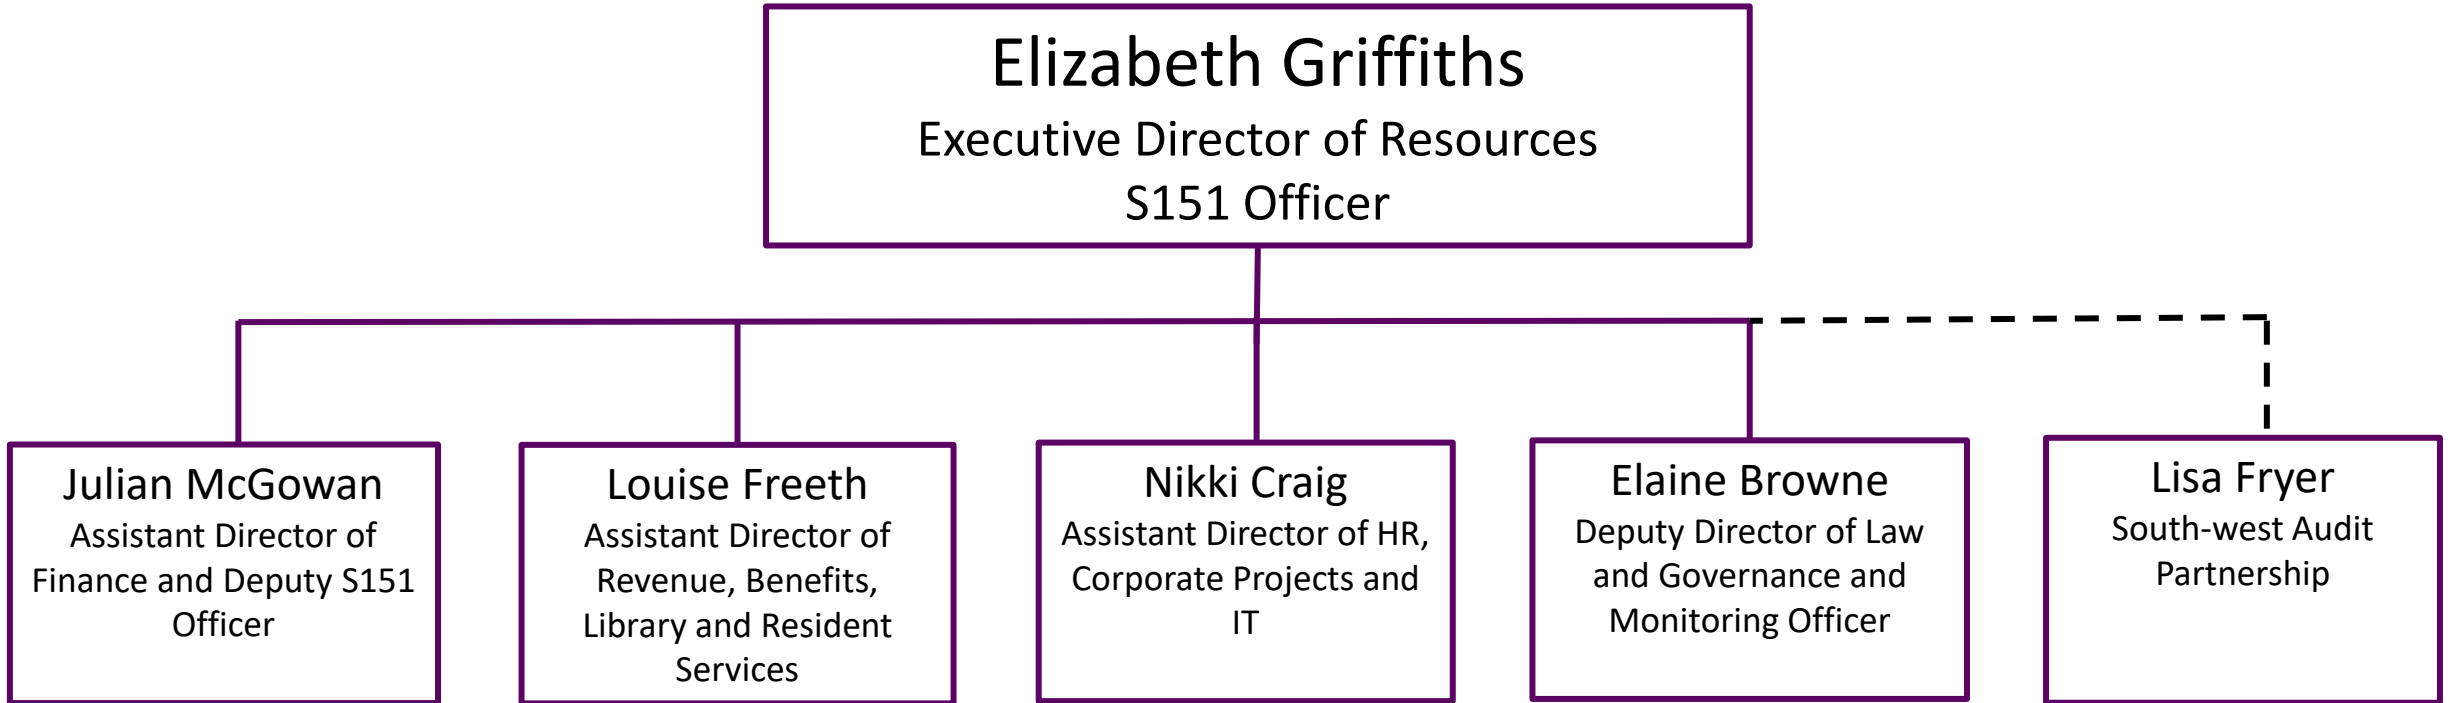 Elizabeth Griffiths
Executive Director of Resources
S151 Officer
Julian McGowan
Assistant Director of
Finance and Deputy S151
Officer
Louise Freeth
Assistant Director of
Revenue, Benefits,
Library and Resident
Services
Nikki Craig
Assistant Director of HR,
Corporate Projects and
IT
Elaine Browne
Deputy Director of Law
and Governance and
Monitoring Officer
Lisa Fryer
South-west Audit
Partnership